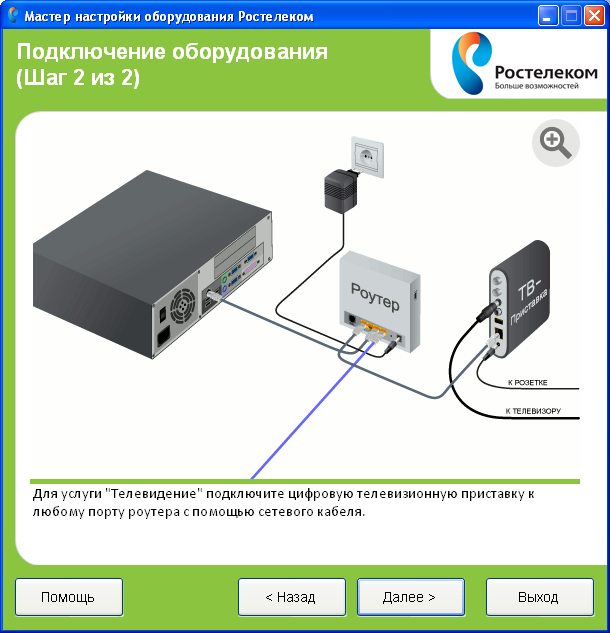 Мастер настройки оборудования Ростелеком
Подключение оборудования
(Шаг 2 из 2)
Ростелеком
Больше возможностей
Роутер
ТВ-
Приставка
К РОЗЕТКЕ
К ТЕЛЕВИЗОРУ
Для услуги "Телевидение" подключите цифровую телевизионную приставку к
любому порту роутера с помощью сетевого кабеля.
Помощь
< Назад
Далее >
Выход